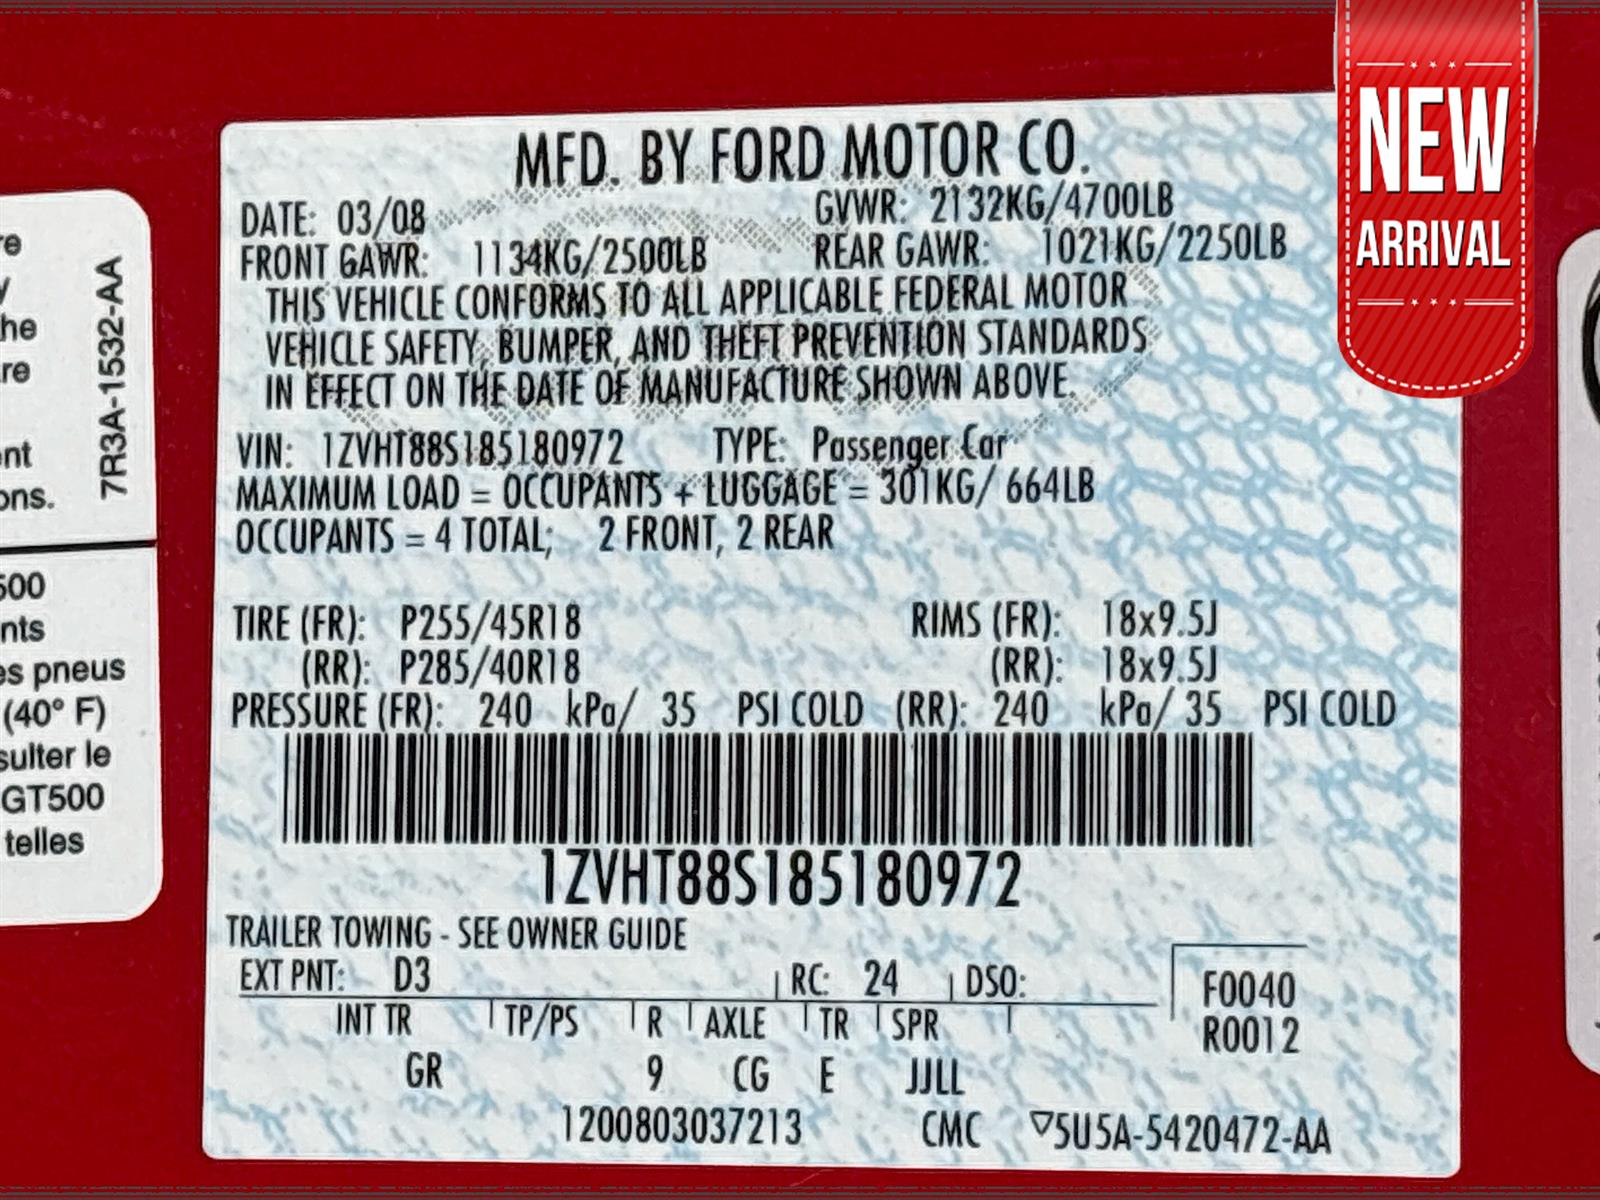 MFD. BY FORD MOTOR CO.
DATE: 03/08 GVWR: 2132KG/4700LB
FRONT GAWR: 1134KG/2500LB REAR GAWR: 1021KG/2250LB
THIS VEHICLE CONFORMS TO ALL APPLICABLE FEDERAL MOTOR
VEHICLE SAFETY, BUMPER, AND THEFT PREVENTION STANDARDS
IN EFFECT ON THE DATE OF MANUFACTURE SHOWN ABOVE.
VIN: 1ZVHT88S185180972 TYPE: Passenger Car
MAXIMUM LOAD = OCCUPANTS + LUGGAGE = 301KG/ 664LB
OCCUPANTS = 4 TOTAL; 2 FRONT, 2 REAR
TIRE (FR): P255/45R18 RIMS (FR): 18x9.5J
(RR): P285/40R18 (RR): 18x9.5J
PRESSURE (FR): 240 kPa/ 35 PSI COLD (RR): 240 kPa/ 35 PSI COLD
1ZVHT88S185180972
TRAILER TOWING - SEE OWNER GUIDE
EXT PNT: D3 RC: 24 DSO:
F0040
R0012
INT TR TP/PS R AXLE TR SPR
GR 9 CG E JJLL
1200803037213 CMC ▽5U5A-5420472-AA
NEW
ARRIVAL
7R3A-1532-AA
re
y
he
re
nt
ons.
500
nts
es pneus
(40° F)
sulter le
GT500
telles